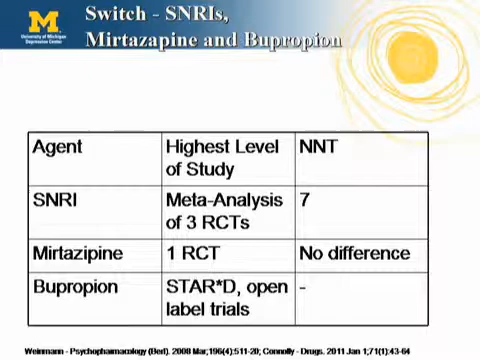 Switch - SNRIs,
Mirtazapine and Bupropion
M
University of Michigan
Depression Center
Agent Highest Level of Study NNT
SNRI Meta-Analysis of 3 RCTs 7
Mirtazipine 1 RCT No difference
Bupropion STAR*D, open label trials -
Weinmann - Psychopharmacology (Berl). 2008 Mar;196(4):511-20; Connolly - Drugs. 2011 Jan 1;71(1):43-64